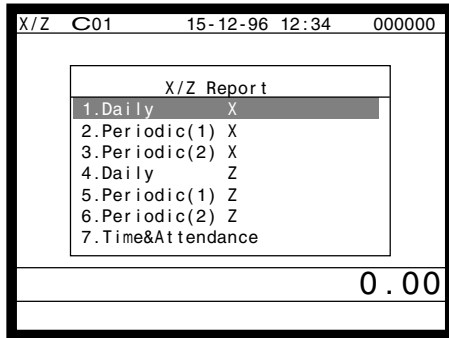 X/Z C01 15-12-96 12:34 000000
X/Z Report
1.Daily X
2.Periodic(1) X
3.Periodic(2) X
4.Daily Z
5.Periodic(1) Z
6.Periodic(2) Z
7.Time&Attendance
0.00